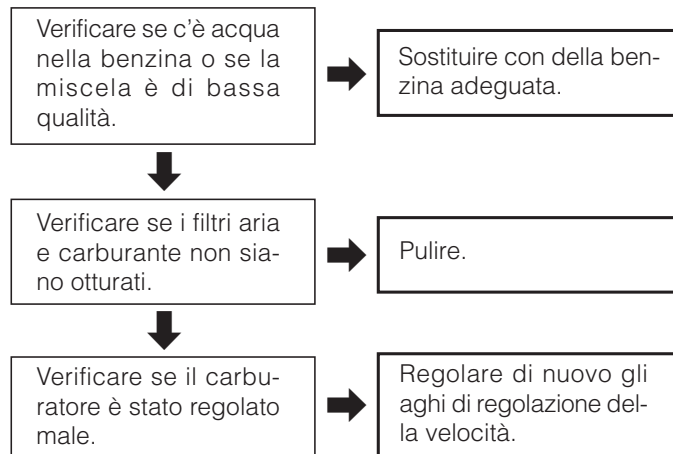 Verificare se c'è acqua
nella benzina o se la
miscela è di bassa
qualità.
Sostituire con della ben-
zina adeguata.
Verificare se i filtri aria
e carburante non sia-
no otturati.
Pulire.
Verificare se il carbu-
ratore è stato regolato
male.
Regolare di nuovo gli
aghi di regolazione del-
la velocità.